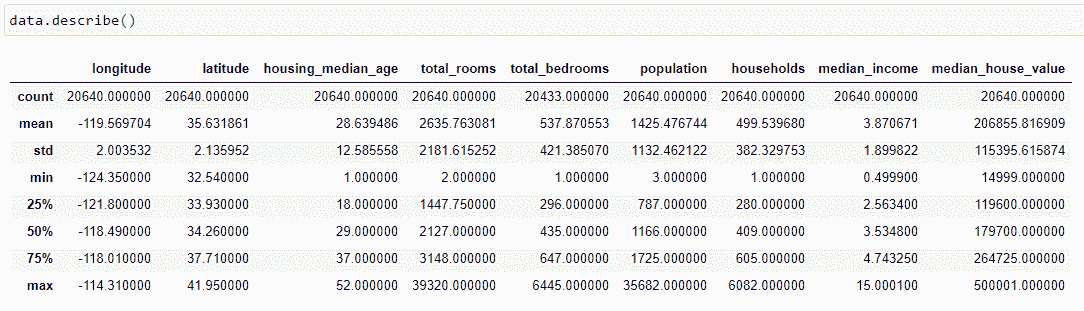 data.describe()
longitude latitude housing_median_age total_rooms total_bedrooms population households median_income median_house_value
count 20640.000000 20640.000000 20640.000000 20640.000000 20433.000000 20640.000000 20640.000000 20640.000000 20640.000000
mean -119.569704 35.631861 28.639486 2635.763081 537.870553 1425.476744 499.539680 3.870671 206855.816909
std 2.003532 2.135952 12.585558 2181.615252 421.385070 1132.462122 382.329753 1.899822 115395.615874
min -124.350000 32.540000 1.000000 2.000000 1.000000 3.000000 1.000000 0.499900 14999.000000
25% -121.800000 33.930000 18.000000 1447.750000 296.000000 787.000000 280.000000 2.563400 119600.000000
50% -118.490000 34.260000 29.000000 2127.000000 435.000000 1166.000000 409.000000 3.534800 179700.000000
75% -118.010000 37.710000 37.000000 3148.000000 647.000000 1725.000000 605.000000 4.743250 264725.000000
max -114.310000 41.950000 52.000000 39320.000000 6445.000000 35682.000000 6082.000000 15.000100 500001.000000